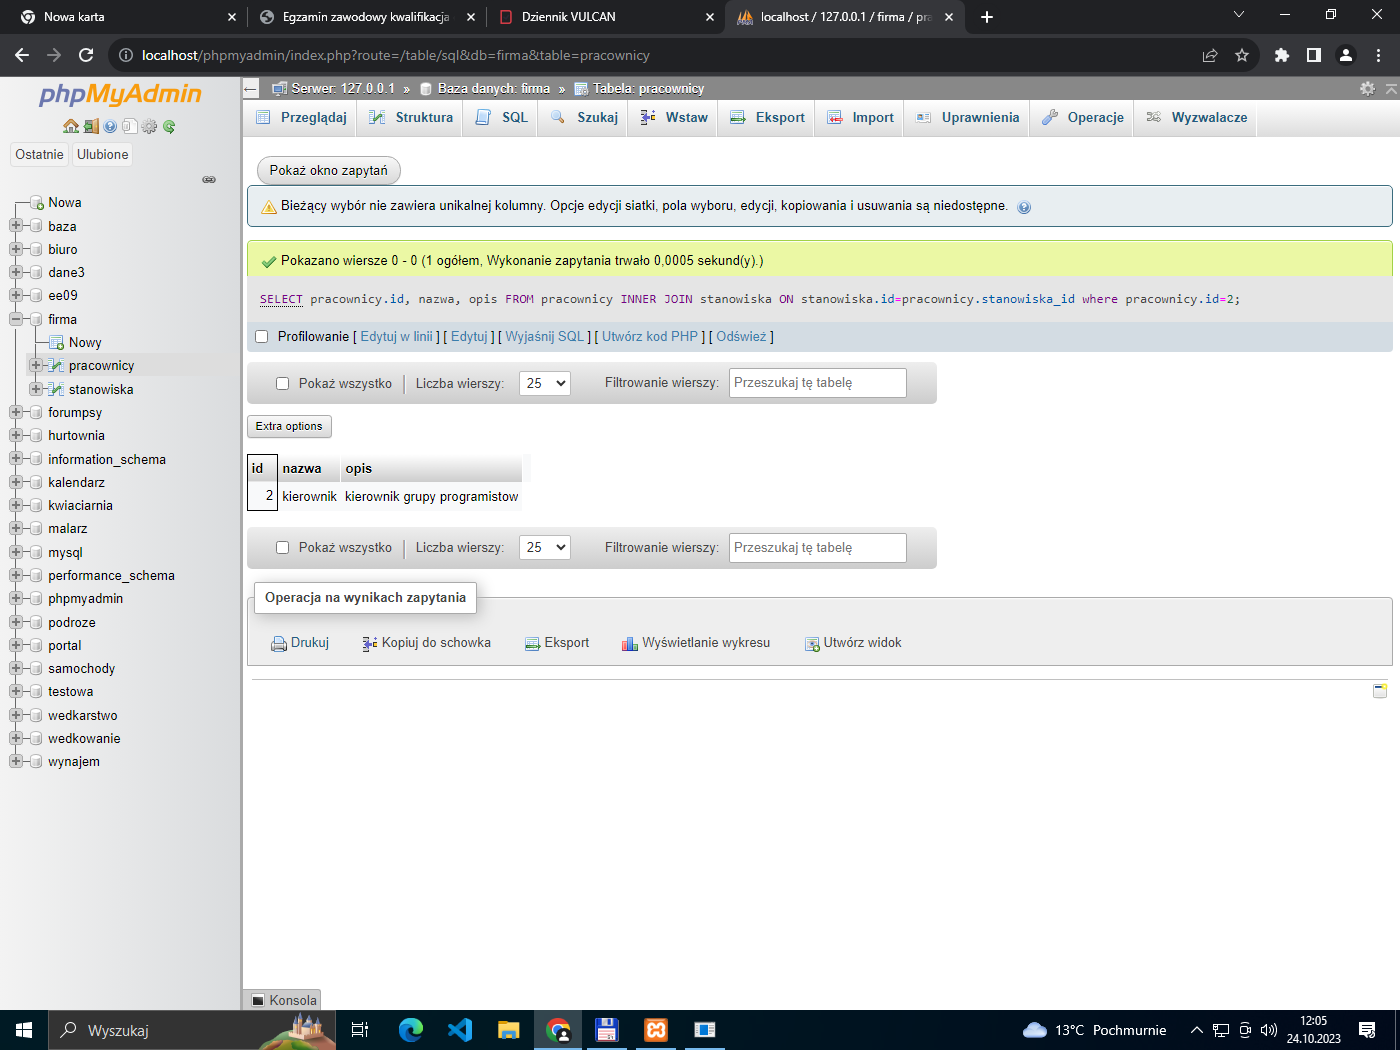 Nowa karta
Egzamin zawodowy kwalifikacja
Dziennik VULCAN
localhost / 127.0.0.1 / firma / pra
localhost/phpmyadmin/index.php?route=/table/sql&db=firma&table=pracownicy
phpMyAdmin
Ostatnie Ulubione
Nowa
baza
biuro
dane3
ee09
firma
Nowy
pracownicy
stanowiska
forumpsy
hurtownia
information_schema
kalendarz
kwiaciarnia
malarz
mysql
performance_schema
phpmyadmin
podroze
portal
samochody
testowa
wedkarstwo
wedkowanie
wynajem
Serwer: 127.0.0.1 » Baza danych: firma » Tabela: pracownicy
Przeglądaj Struktura SQL Szukaj Wstaw Eksport Import Uprawnienia Operacje Wyzwalacze
Pokaż okno zapytań
Bieżący wybór nie zawiera unikalnej kolumny. Opcje edycji siatki, pola wyboru, edycji, kopiowania i usuwania są niedostępne.
Pokazano wiersze 0 - 0 (1 ogółem, Wykonanie zapytania trwało 0,0005 sekund(y).)
SELECT pracownicy.id, nazwa, opis FROM pracownicy INNER JOIN stanowiska ON stanowiska.id=pracownicy.stanowiska_id where pracownicy.id=2;
Profilowanie [ Edytuj w linii ] [ Edytuj ] [ Wyjaśnij SQL ] [ Utwórz kod PHP ] [ Odśwież ]
Pokaż wszystko Liczba wierszy: 25 Filtrowanie wierszy: Przeszukaj tę tabelę
Extra options
id nazwa opis
2 kierownik kierownik grupy programistow
Pokaż wszystko Liczba wierszy: 25 Filtrowanie wierszy: Przeszukaj tę tabelę
Operacja na wynikach zapytania
Drukuj Kopiuj do schowka Eksport Wyświetlanie wykresu Utwórz widok
Konsola
Wyszukaj
13°C Pochmurnie
12:05
24.10.2023